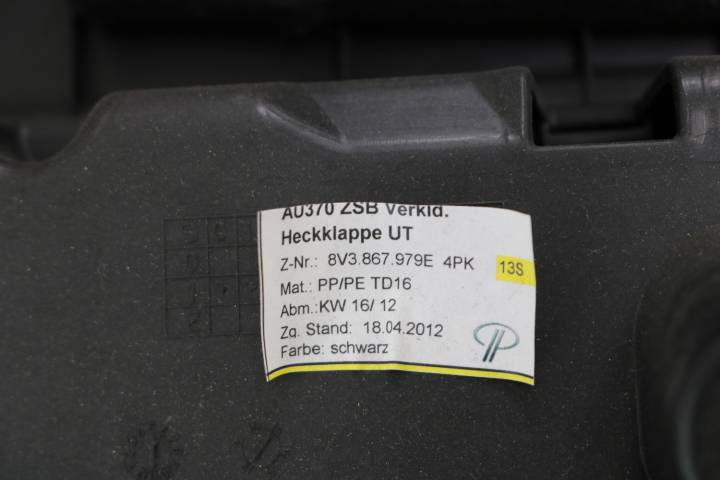 AU370 ZSB Verkld.
Heckklappe UT
Z-Nr.: 8V3.867.979E 4PK
13S
Mat.: PP/PE TD16
Abm.:KW 16/ 12
Zg. Stand: 18.04.2012
Farbe: schwarz